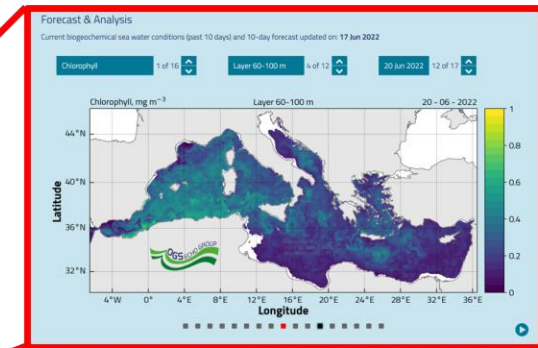 Forecast & Analysis
Current biogeochemical sea water conditions (past 10 days) and 10-day forecast updated on: 17 Jun 2022
Chlorophyll 1 of 16 Layer 60-100 m 4 of 12 20 Jun 2022 12 of 17
Chlorophyll, mg m⁻³ Layer 60-100 m 20 - 06 - 2022
44°N
40°N
36°N
32°N
Latitude
4°W 0° 4°E 8°E 12°E 16°E 20°E 24°E 28°E 32°E 36°E
Longitude
1
0.8
0.6
0.4
0.2
0
OGS ECHO GROUP